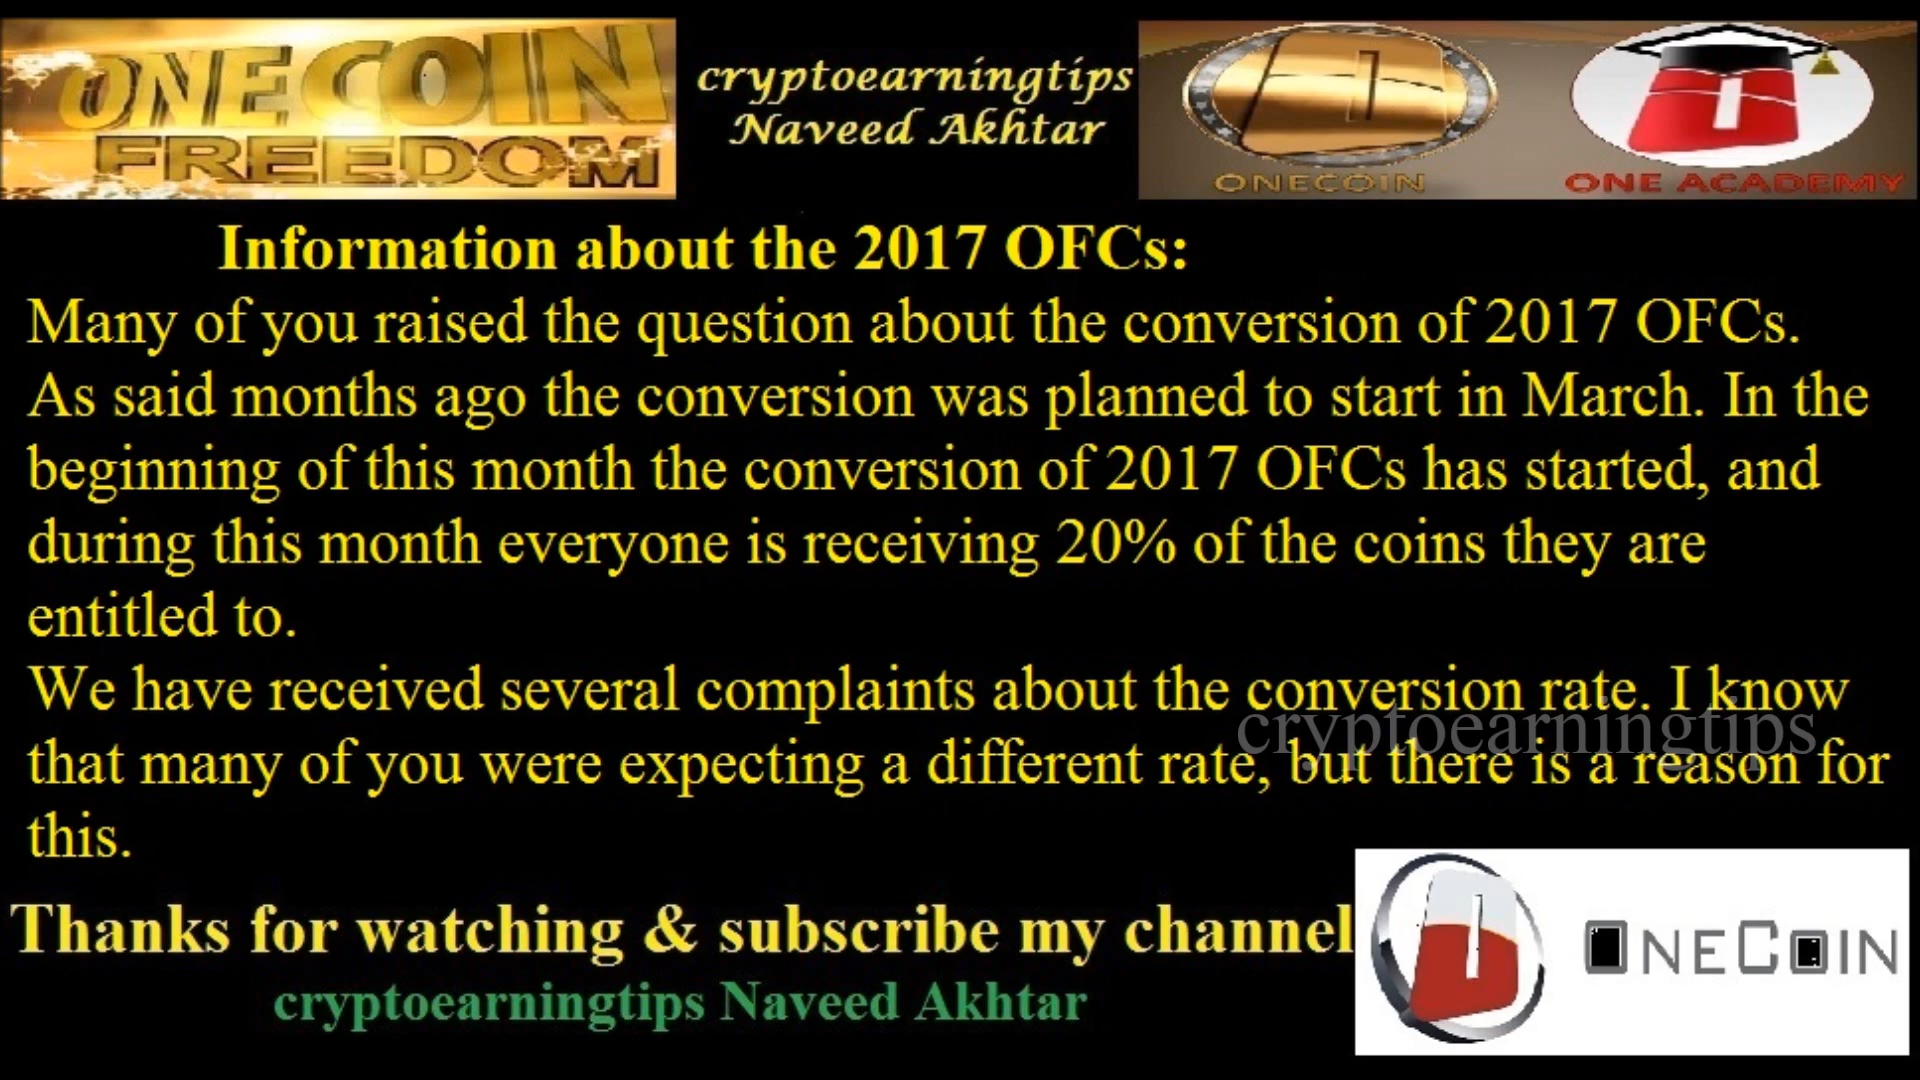 ONE COIN
FREEDOM
cryptoearningtips
Naveed Akhtar
ONECOIN
ONE ACADEMY
Information about the 2017 OFCs:
Many of you raised the question about the conversion of 2017 OFCs.
As said months ago the conversion was planned to start in March. In the
beginning of this month the conversion of 2017 OFCs has started, and
during this month everyone is receiving 20% of the coins they are
entitled to.
We have received several complaints about the conversion rate. I know
cryptoearningtips
that many of you were expecting a different rate, but there is a reason for
this.
Thanks for watching & subscribe my channel
cryptoearningtips Naveed Akhtar
ONECOIN